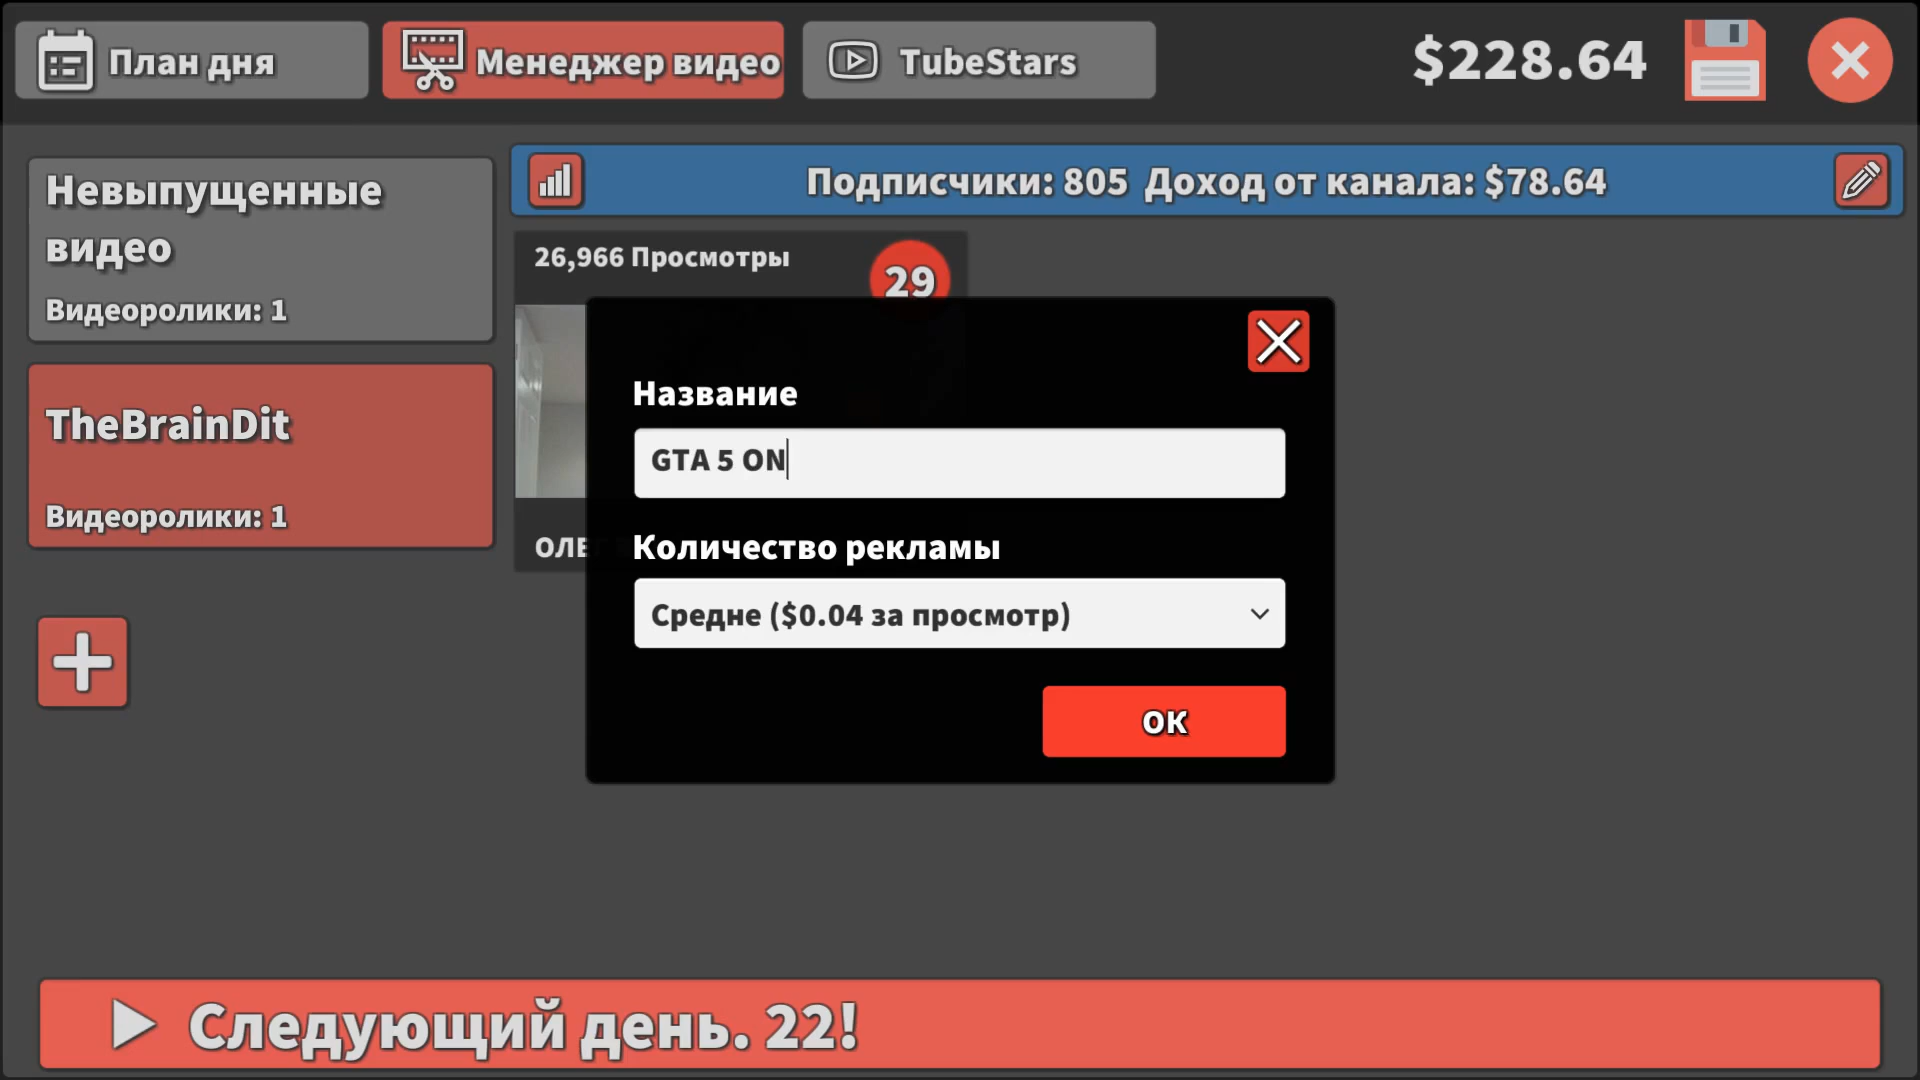 План дня
Менеджер видео
TubeStars
$228.64
Невыпущенные
видео
Видеоролики: 1
TheBrainDit
Видеоролики: 1
Подписчики: 805 Доход от канала: $78.64
26,966 Просмотры
29
Название
GTA 5 ON
ОЛЕГ
Количество рекламы
Средне ($0.04 за просмотр)
ОК
Следующий день. 22!